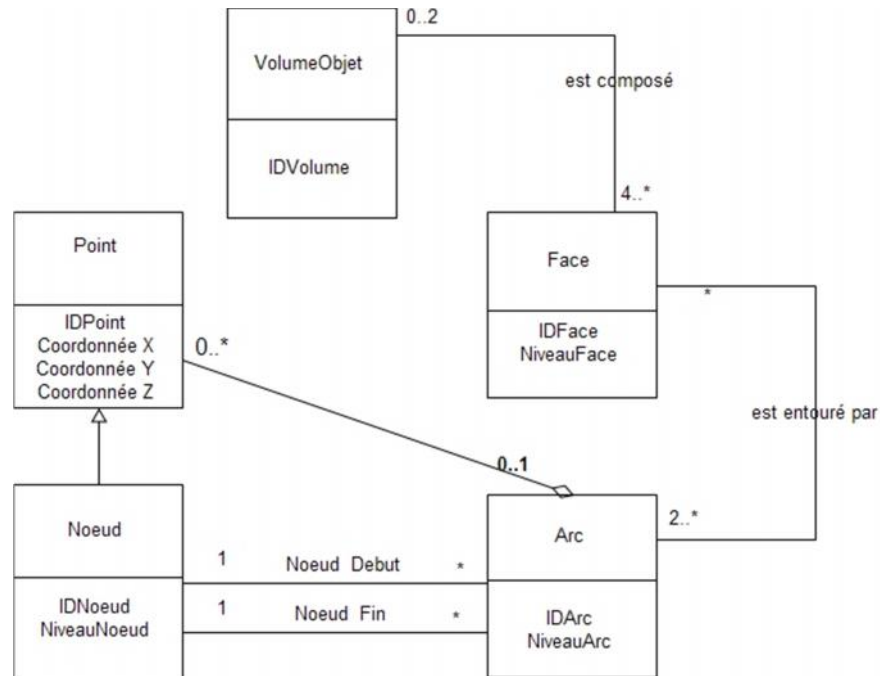 0..2
VolumeObjet
est composé
IDVolume
4..*
Point
Face
*
IDPoint
Coordonnée X
Coordonnée Y
Coordonnée Z
0..*
IDFace
NiveauFace
est entouré par
0..1
2..*
Noeud
Arc
1
Noeud Debut
*
IDNoeud
NiveauNoeud
1
Noeud Fin
*
IDArc
NiveauArc